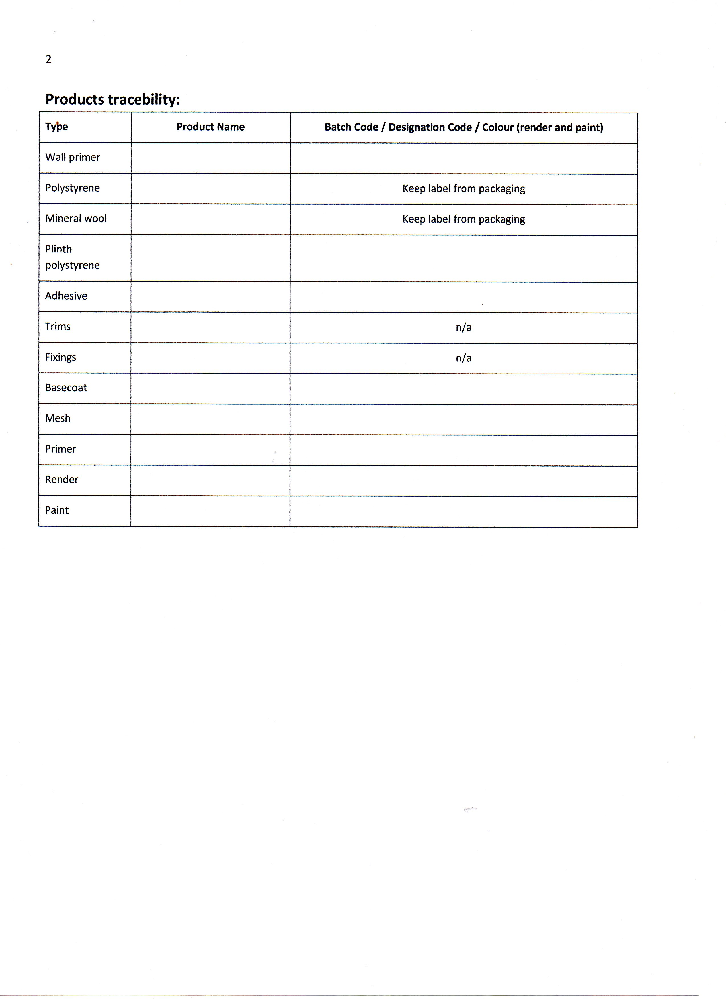 2
Products tracebility:
Type Product Name Batch Code / Designation Code / Colour (render and paint)
Wall primer
Polystyrene Keep label from packaging
Mineral wool Keep label from packaging
Plinth
polystyrene
Adhesive
Trims n/a
Fixings n/a
Basecoat
Mesh
Primer
Render
Paint